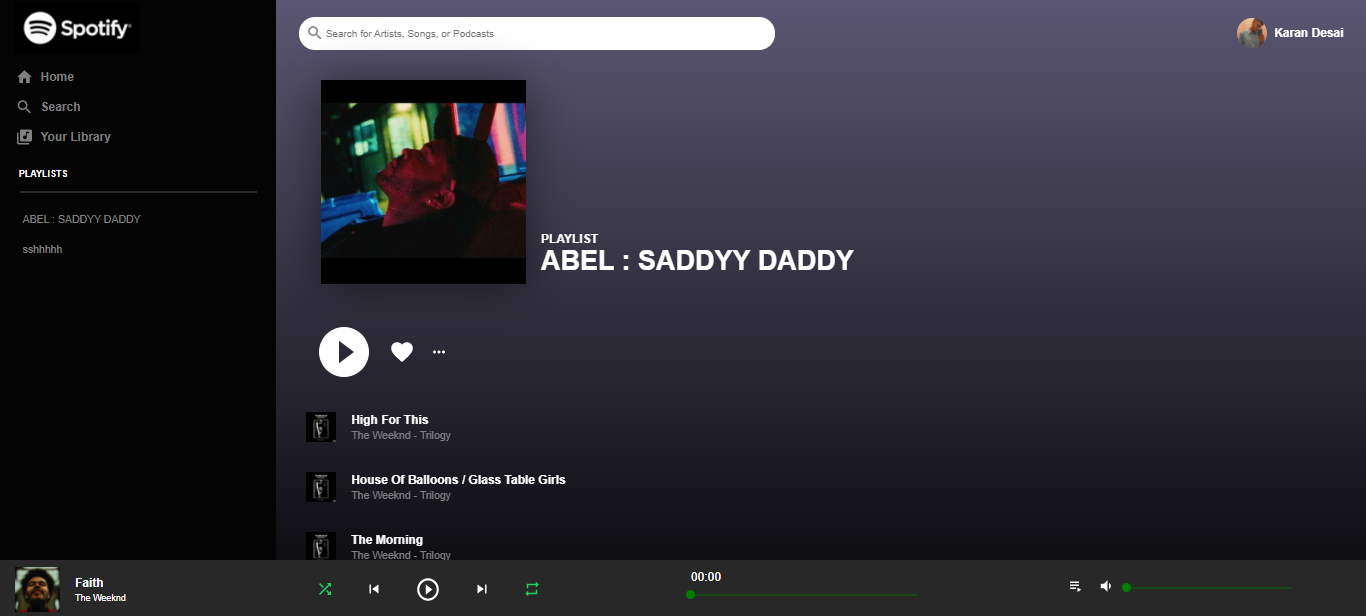 Spotify
Search for Artists, Songs, or Podcasts
Karan Desai
Home
Search
Your Library
PLAYLISTS
ABEL : SADDYY DADDY
sshhhhh
PLAYLIST
ABEL : SADDYY DADDY
High For This
The Weeknd - Trilogy
House Of Balloons / Glass Table Girls
The Weeknd - Trilogy
The Morning
The Weeknd - Trilogy
Faith
The Weeknd
00:00